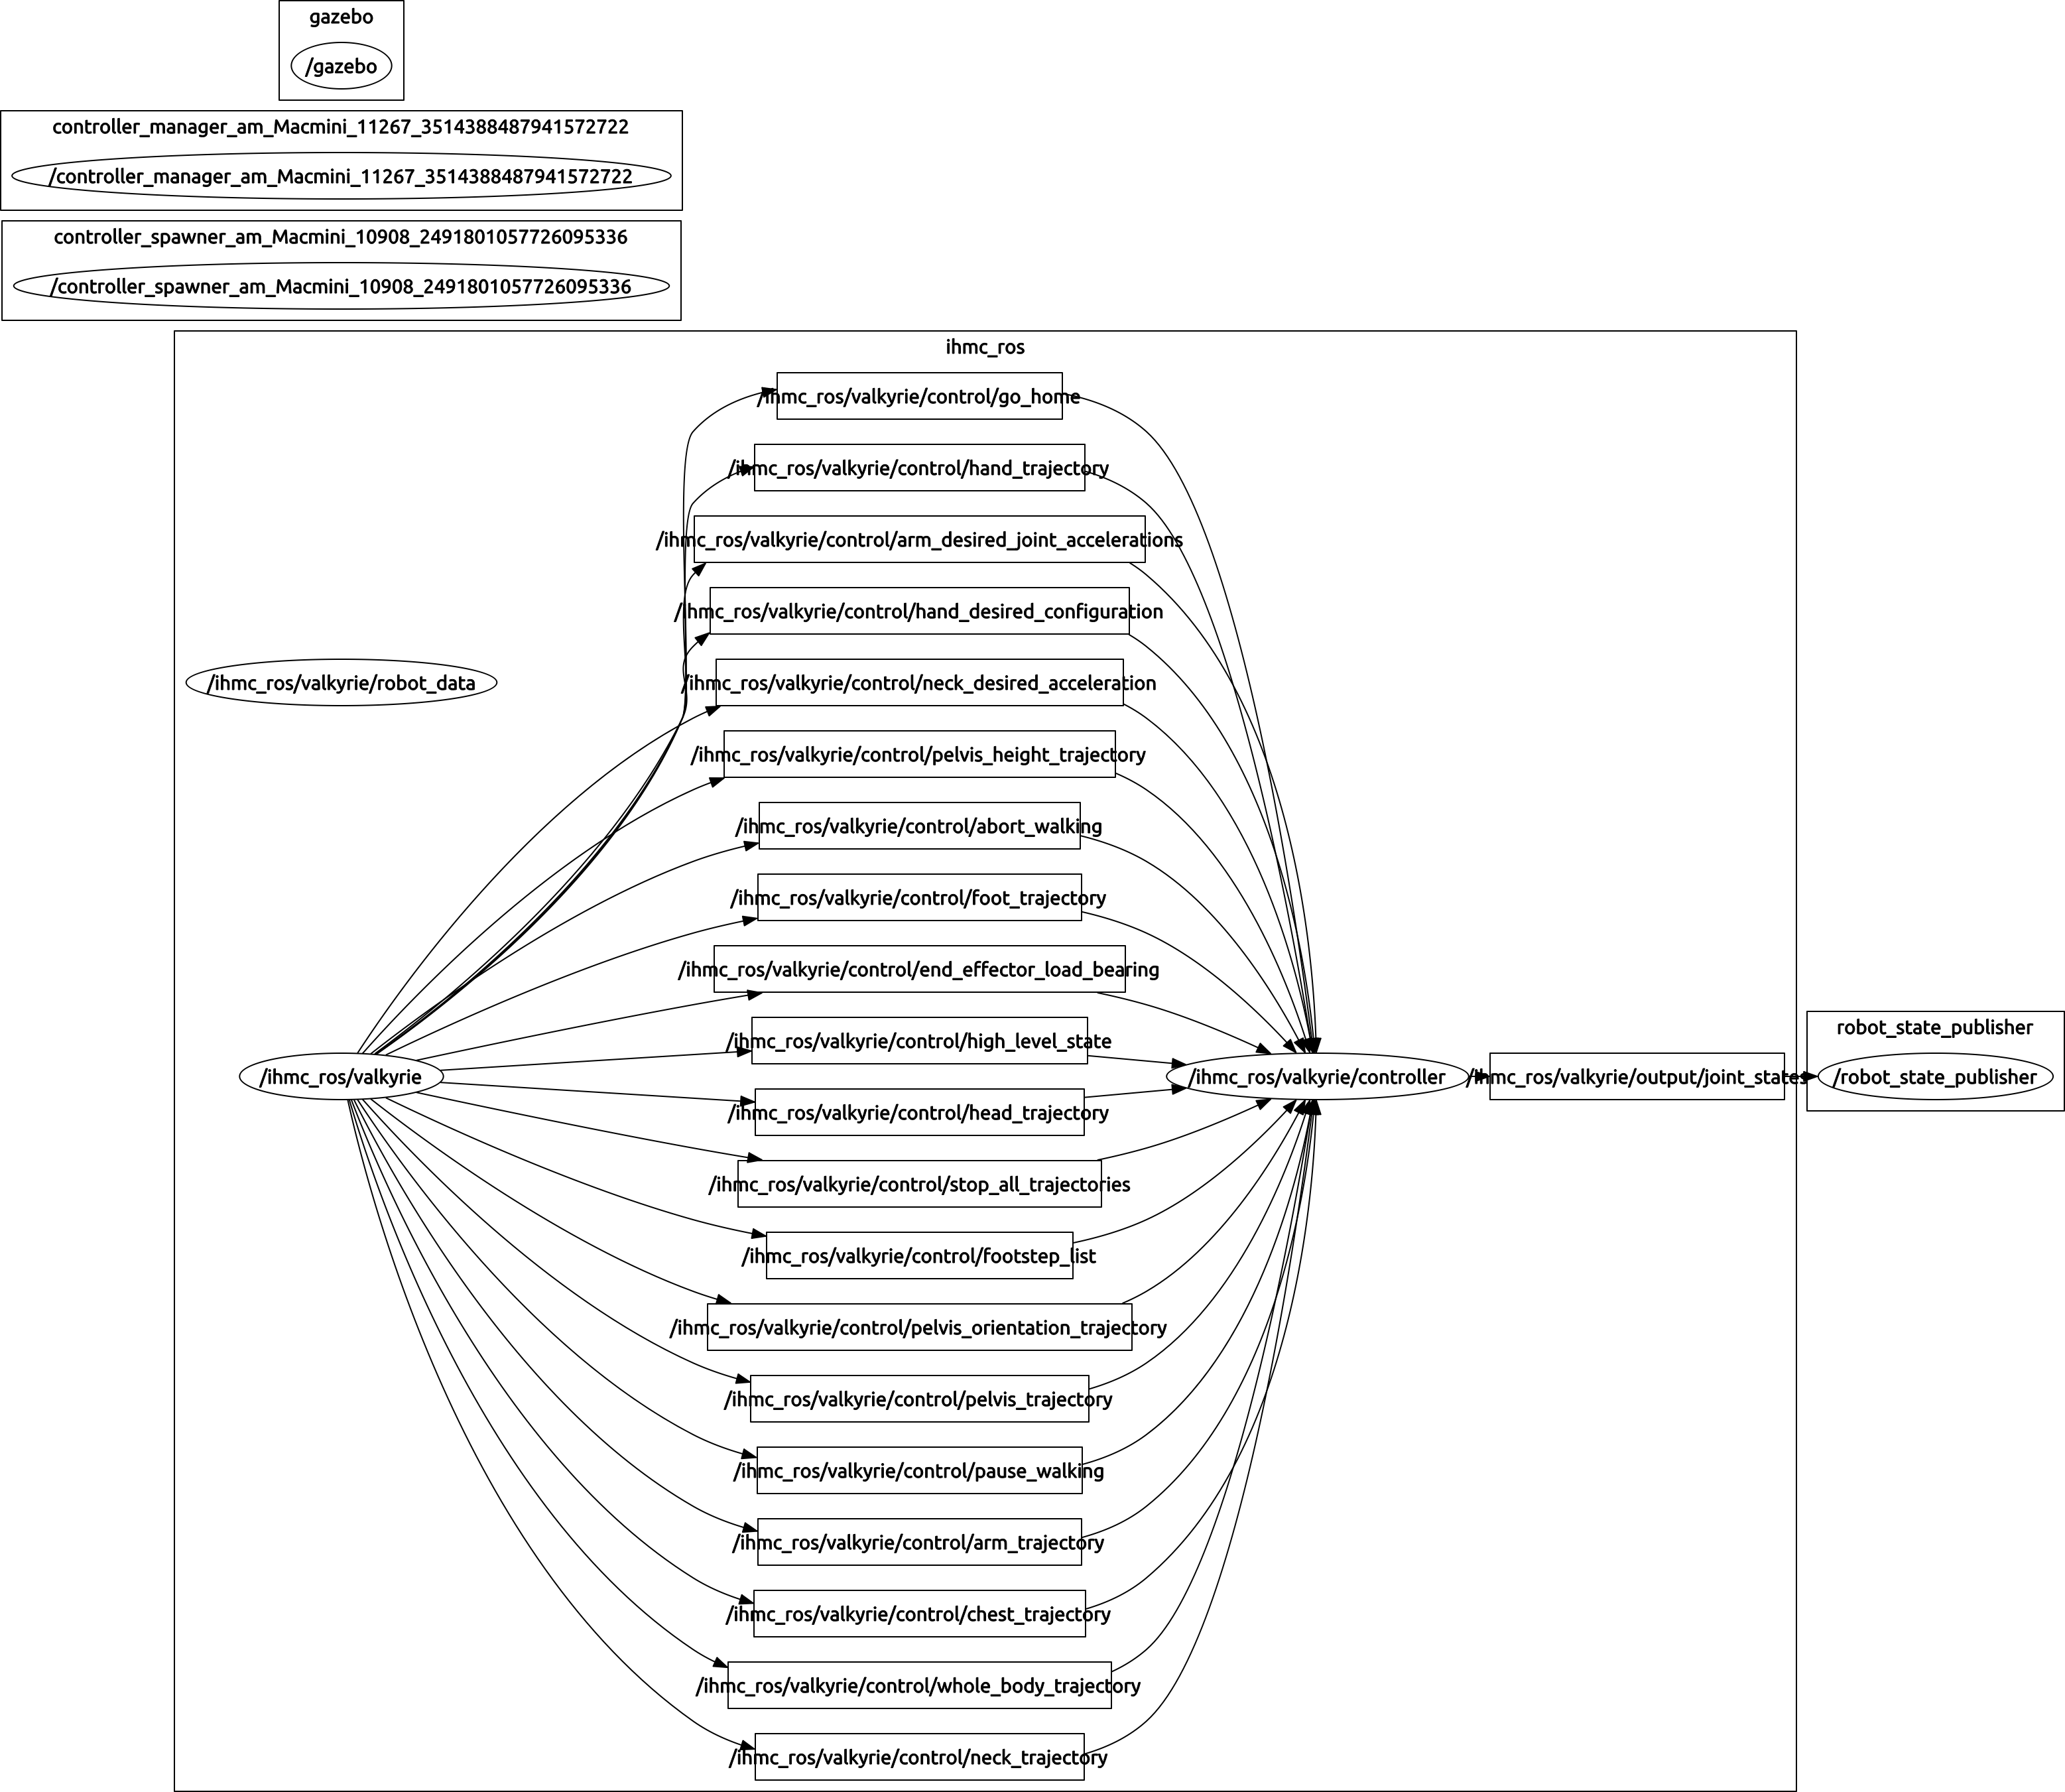 gazebo
/gazebo
controller_manager_am_Macmini_11267_3514388487941572722
/controller_manager_am_Macmini_11267_3514388487941572722
controller_spawner_am_Macmini_10908_2491801057726095336
/controller_spawner_am_Macmini_10908_2491801057726095336
ihmc_ros
/ihmc_ros/valkyrie/control/go_home
/ihmc_ros/valkyrie/control/hand_trajectory
/ihmc_ros/valkyrie/control/arm_desired_joint_accelerations
/ihmc_ros/valkyrie/control/hand_desired_configuration
/ihmc_ros/valkyrie/robot_data
/ihmc_ros/valkyrie/control/neck_desired_acceleration
/ihmc_ros/valkyrie/control/pelvis_height_trajectory
/ihmc_ros/valkyrie/control/abort_walking
/ihmc_ros/valkyrie/control/foot_trajectory
/ihmc_ros/valkyrie/control/end_effector_load_bearing
/ihmc_ros/valkyrie/control/high_level_state
robot_state_publisher
/ihmc_ros/valkyrie
/ihmc_ros/valkyrie/controller
/ihmc_ros/valkyrie/output/joint_states
/robot_state_publisher
/ihmc_ros/valkyrie/control/head_trajectory
/ihmc_ros/valkyrie/control/stop_all_trajectories
/ihmc_ros/valkyrie/control/footstep_list
/ihmc_ros/valkyrie/control/pelvis_orientation_trajectory
/ihmc_ros/valkyrie/control/pelvis_trajectory
/ihmc_ros/valkyrie/control/pause_walking
/ihmc_ros/valkyrie/control/arm_trajectory
/ihmc_ros/valkyrie/control/chest_trajectory
/ihmc_ros/valkyrie/control/whole_body_trajectory
/ihmc_ros/valkyrie/control/neck_trajectory